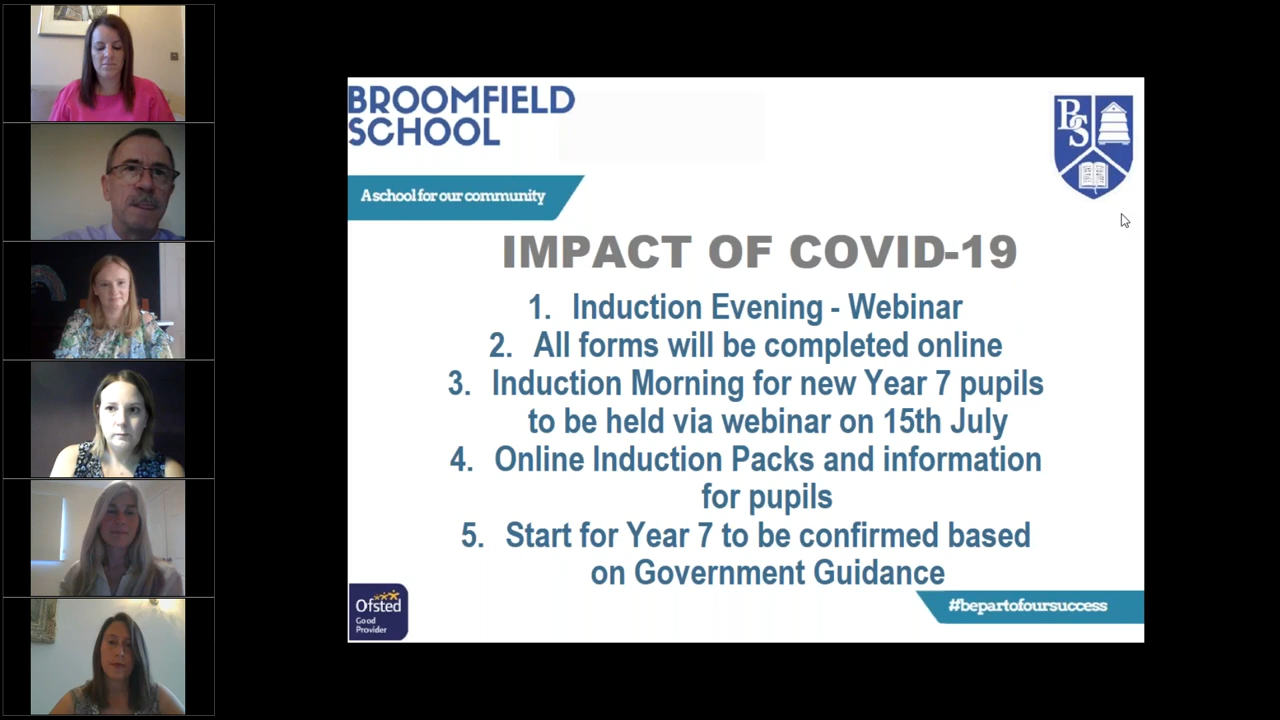 BROOMFIELD
SCHOOL
A school for our community
BS
IMPACT OF COVID-19
1. Induction Evening - Webinar
2. All forms will be completed online
3. Induction Morning for new Year 7 pupils
to be held via webinar on 15th July
4. Online Induction Packs and information
for pupils
5. Start for Year 7 to be confirmed based
on Government Guidance
Ofsted
Good
Provider
#bepartofoursuccess